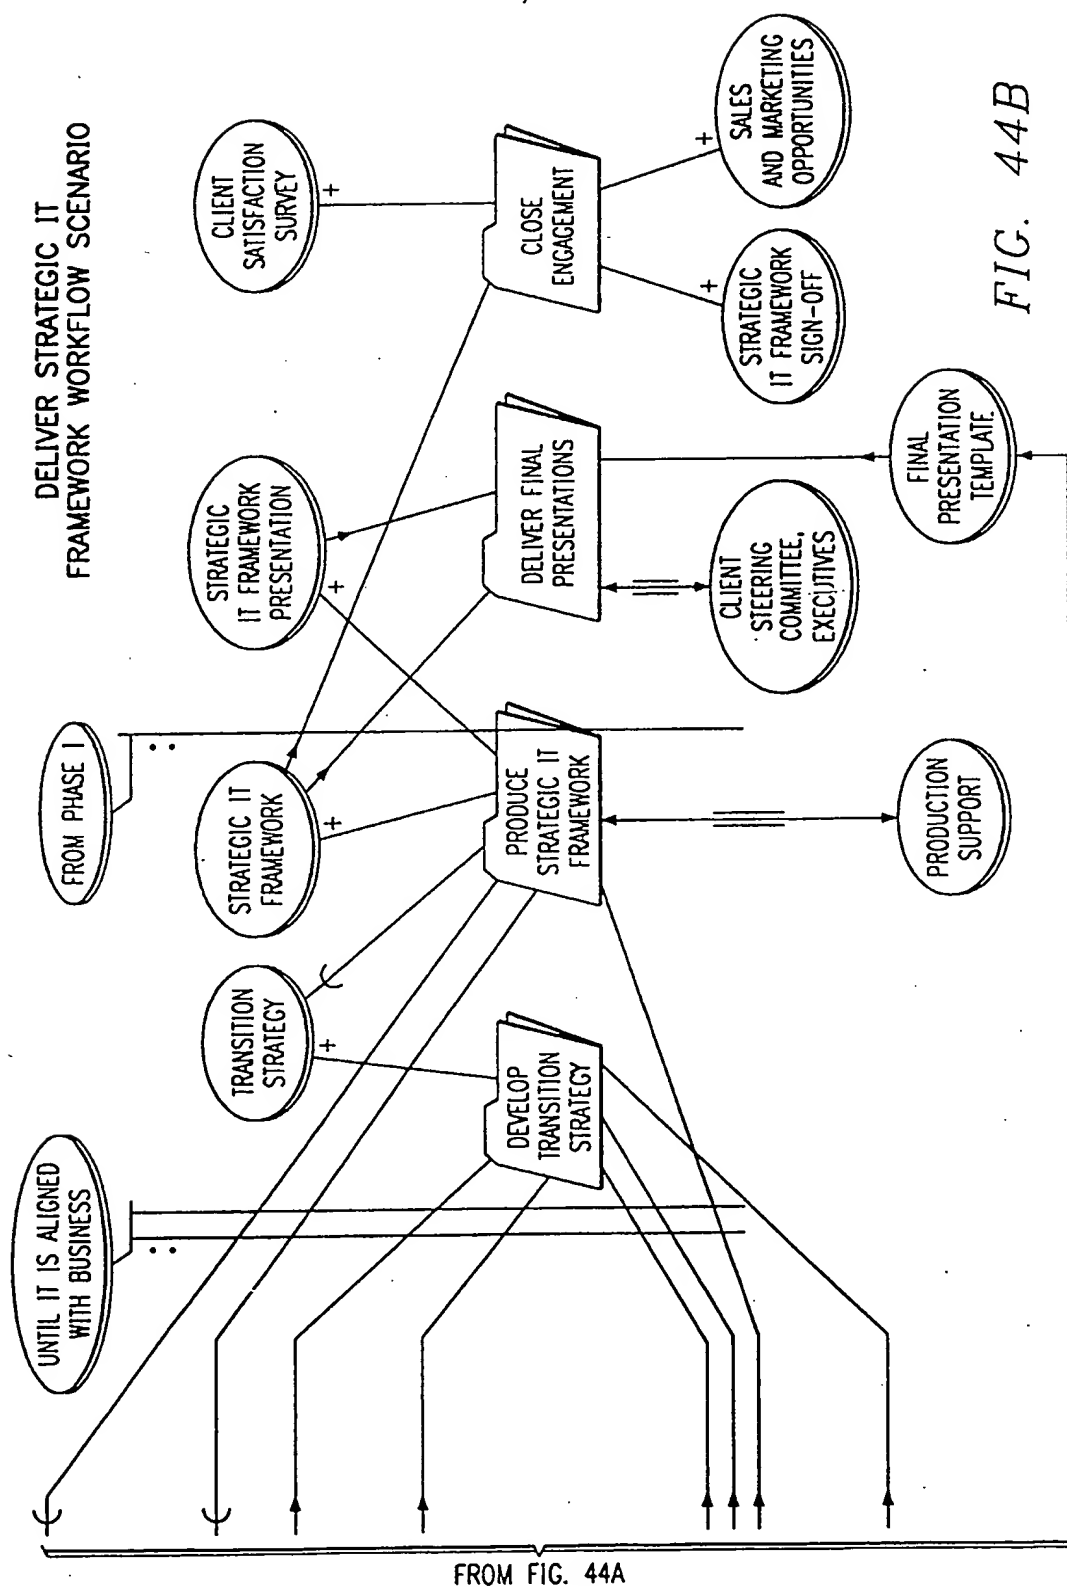 DELIVER STRATEGIC IT
FRAMEWORK WORKFLOW SCENARIO
UNTIL IT IS ALIGNED
WITH BUSINESS
FROM PHASE I
TRANSITION
STRATEGY
STRATEGIC IT
FRAMEWORK
+
+
STRATEGIC
IT FRAMEWORK
PRESENTATION
+
CLIENT
SATISFACTION
SURVEY
+
DEVELOP
TRANSITION
STRATEGY
PRODUCE
STRATEGIC IT
FRAMEWORK
DELIVER FINAL
PRESENTATIONS
CLOSE
ENGAGEMENT
+
+
CLIENT
STEERING
COMMITTEE,
EXECUTIVES
STRATEGIC
IT FRAMEWORK
SIGN-OFF
SALES
AND MARKETING
OPPORTUNITIES
PRODUCTION
SUPPORT
FINAL
PRESENTATION
TEMPLATE.
FROM FIG. 44A
FIG. 44B